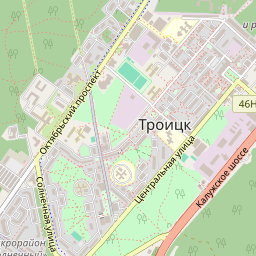 46Н
Октябрьский проспект
Троицк
Центральная улица
Калужское шоссе
Солнечная улица